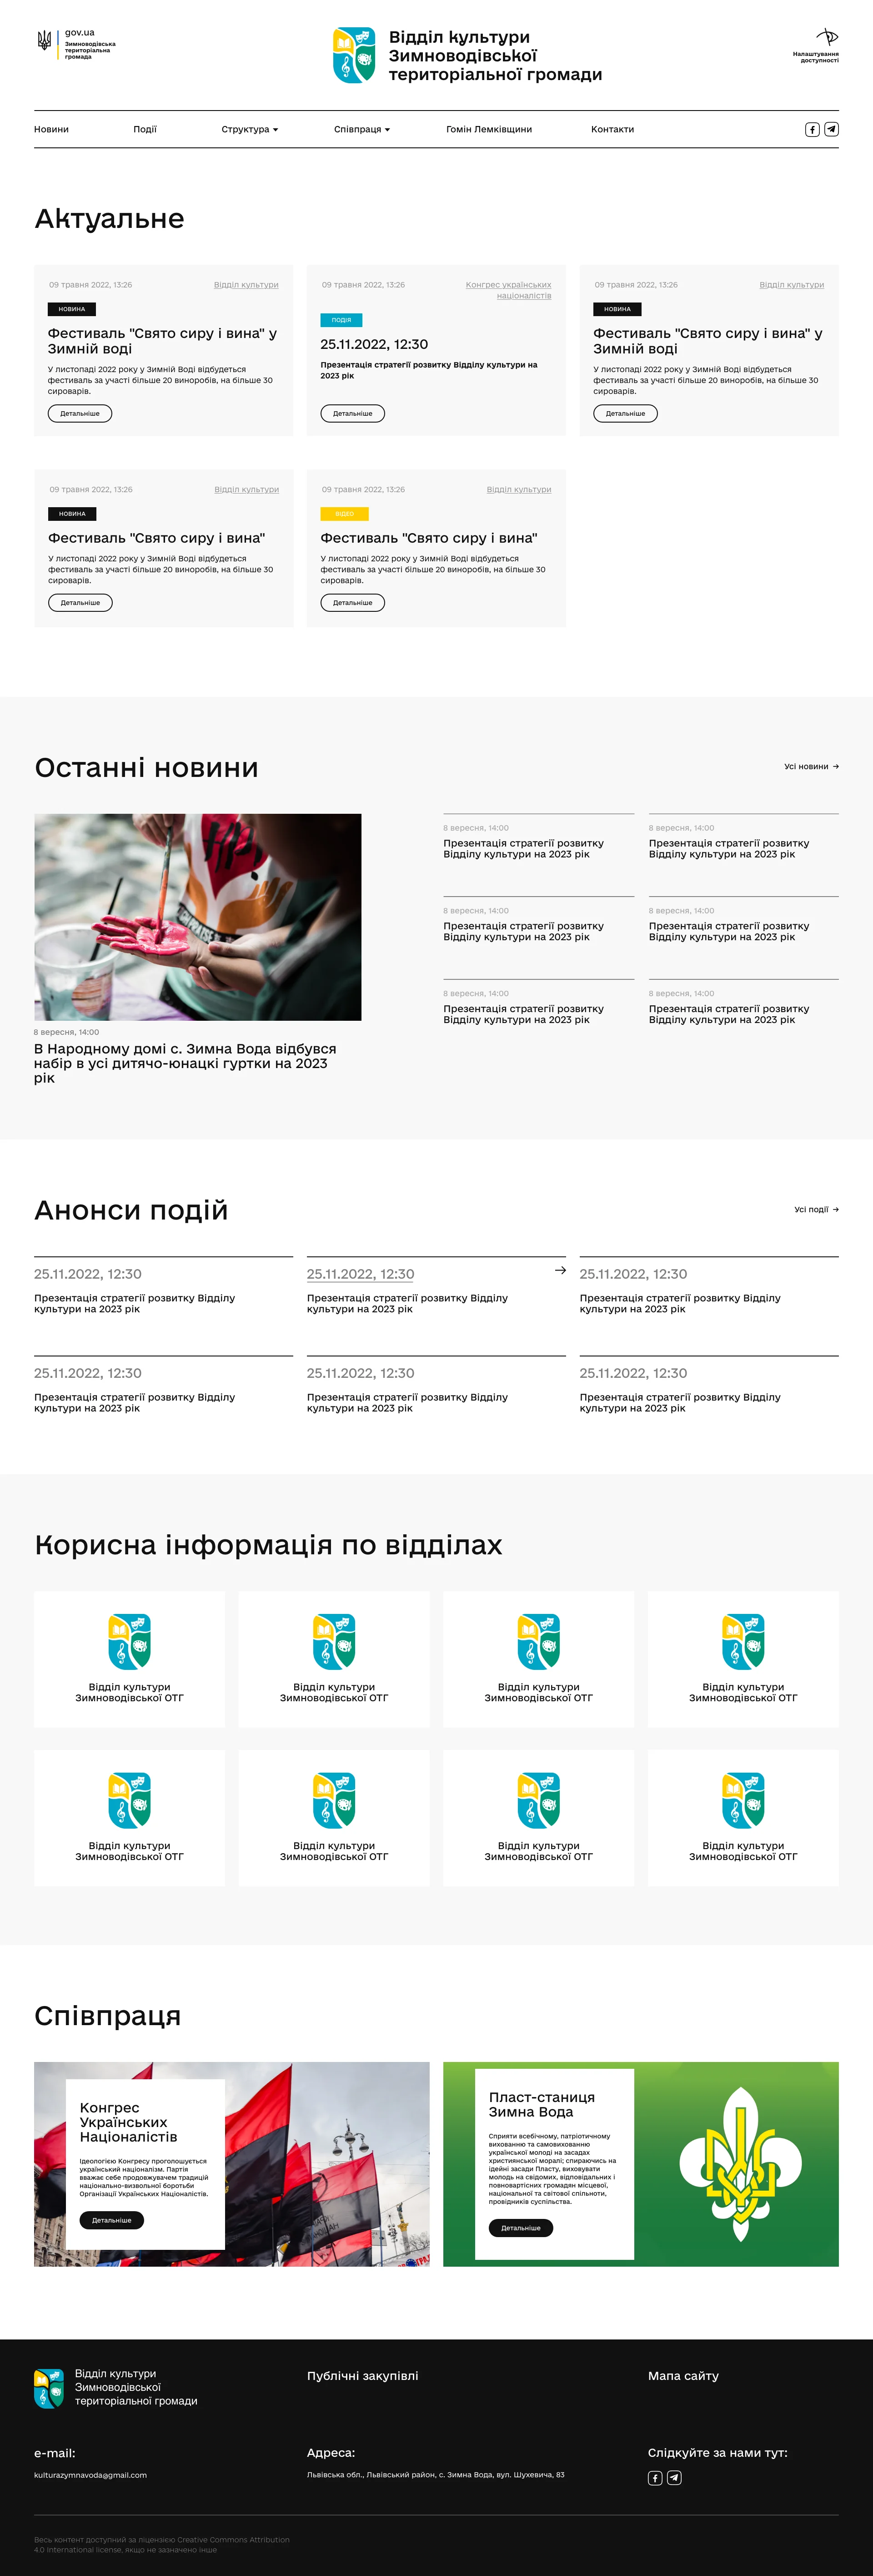 gov.ua
Зимноводівська
територіальна
громада
Відділ культури
Зимноводівської
територіальної громади
Налаштування
доступності
Новини
Події
Структура
Співпраця
Гомін Лемківщини
Контакти
Актуальне
09 травня 2022, 13:26
Відділ культури
НОВИНА
Фестиваль "Свято сиру і вина" у
Зимній воді
У листопаді 2022 року у Зимній Воді відбудеться
фестиваль за участі більше 20 виноробів, на більше 30
сироварів.
Детальніше
09 травня 2022, 13:26
Конгрес українських
націоналістів
ПОДІЯ
25.11.2022, 12:30
Презентація стратегії розвитку Відділу культури на
2023 рік
Детальніше
09 травня 2022, 13:26
Відділ культури
НОВИНА
Фестиваль "Свято сиру і вина" у
Зимній воді
У листопаді 2022 року у Зимній Воді відбудеться
фестиваль за участі більше 20 виноробів, на більше 30
сироварів.
Детальніше
09 травня 2022, 13:26
Відділ культури
НОВИНА
Фестиваль "Свято сиру і вина"
У листопаді 2022 року у Зимній Воді відбудеться
фестиваль за участі більше 20 виноробів, на більше 30
сироварів.
Детальніше
09 травня 2022, 13:26
Відділ культури
ВІДЕО
Фестиваль "Свято сиру і вина"
У листопаді 2022 року у Зимній Воді відбудеться
фестиваль за участі більше 20 виноробів, на більше 30
сироварів.
Детальніше
Останні новини
Усі новини →
8 вересня, 14:00
В Народному домі с. Зимна Вода відбувся
набір в усі дитячо-юнацкі гуртки на 2023
рік
8 вересня, 14:00
Презентація стратегії розвитку
Відділу культури на 2023 рік
8 вересня, 14:00
Презентація стратегії розвитку
Відділу культури на 2023 рік
8 вересня, 14:00
Презентація стратегії розвитку
Відділу культури на 2023 рік
8 вересня, 14:00
Презентація стратегії розвитку
Відділу культури на 2023 рік
8 вересня, 14:00
Презентація стратегії розвитку
Відділу культури на 2023 рік
8 вересня, 14:00
Презентація стратегії розвитку
Відділу культури на 2023 рік
Анонси подій
Усі події →
25.11.2022, 12:30
Презентація стратегії розвитку Відділу
культури на 2023 рік
25.11.2022, 12:30
Презентація стратегії розвитку Відділу
культури на 2023 рік
25.11.2022, 12:30
Презентація стратегії розвитку Відділу
культури на 2023 рік
25.11.2022, 12:30
Презентація стратегії розвитку Відділу
культури на 2023 рік
25.11.2022, 12:30
Презентація стратегії розвитку Відділу
культури на 2023 рік
25.11.2022, 12:30
Презентація стратегії розвитку Відділу
культури на 2023 рік
Корисна інформація по відділах
Відділ культури
Зимноводівської ОТГ
Відділ культури
Зимноводівської ОТГ
Відділ культури
Зимноводівської ОТГ
Відділ культури
Зимноводівської ОТГ
Відділ культури
Зимноводівської ОТГ
Відділ культури
Зимноводівської ОТГ
Відділ культури
Зимноводівської ОТГ
Відділ культури
Зимноводівської ОТГ
Співпраця
Конгрес
Українських
Націоналістів
Ідеологією Конгресу проголошується
український націоналізм. Партія
вважає себе продовжувачем традицій
національно-визвольної боротьби
Організації Українських Націоналістів.
Детальніше
Пласт-станиця
Зимна Вода
Сприяти всебічному, патріотичному
вихованню та самовихованню
української молоді на засадах
християнської моралі; спираючись на
ідейні засади Пласту, виховувати
молодь на свідомих, відповідальних і
повновартісних громадян місцевої,
національної та світової спільноти,
провідників суспільства.
Детальніше
Відділ культури
Зимноводівської
територіальної громади
Публічні закупівлі
Мапа сайту
e-mail:
kulturazymnavoda@gmail.com
Адреса:
Львівська обл., Львівський район, с. Зимна Вода, вул. Шухевича, 83
Слідкуйте за нами тут:
Весь контент доступний за ліцензією Creative Commons Attribution
4.0 International license, якщо не зазначено інше